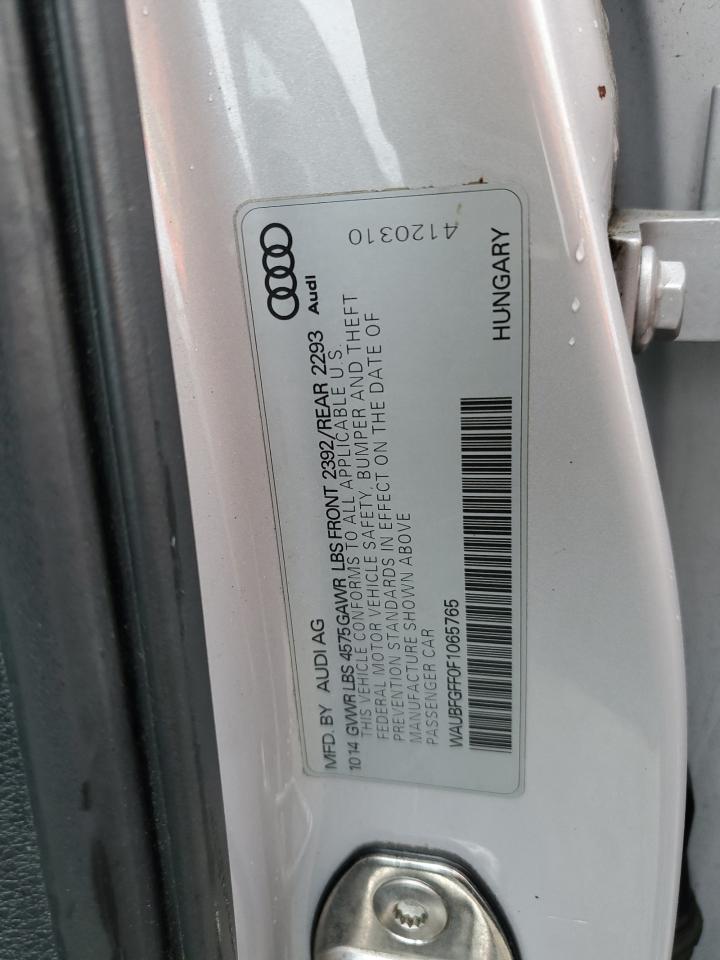 Audi
MFD. BY AUDI AG
10 14 GVWR LBS 4575 GAWR LBS FRONT 2392/REAR 2293
THIS VEHICLE CONFORMS TO ALL APPLICABLE U S.
FEDERAL MOTOR VEHICLE SAFETY, BUMPER AND THEFT
PREVENTION STANDARDS IN EFFECT ON THE DATE OF
MANUFACTURE SHOWN ABOVE
PASSENGER CAR
4120310
WAUBFGFF0F1065765
HUNGARY